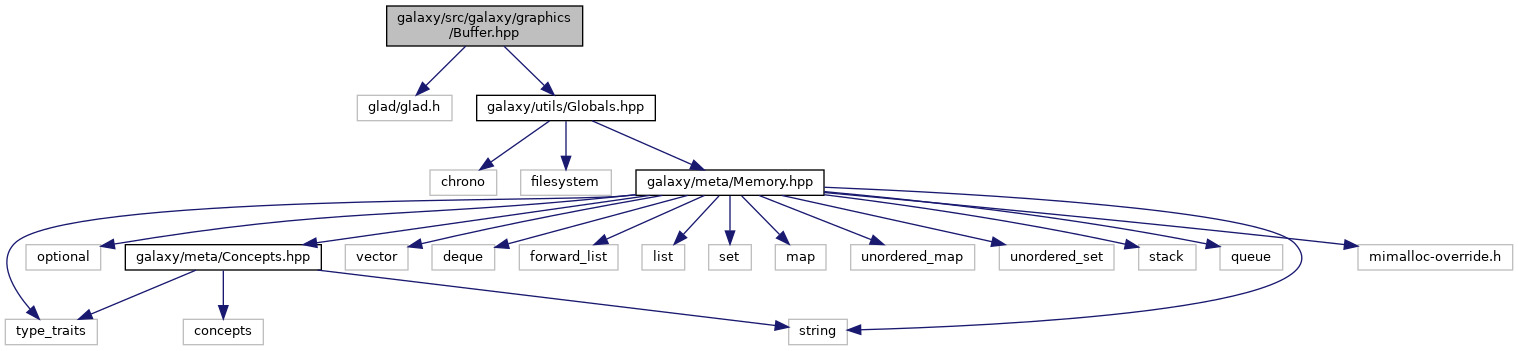 galaxy/src/galaxy/graphics
/Buffer.hpp
glad/glad.h
galaxy/utils/Globals.hpp
chrono
filesystem
galaxy/meta/Memory.hpp
optional
galaxy/meta/Concepts.hpp
vector
deque
forward_list
list
set
map
unordered_map
unordered_set
stack
queue
mimalloc-override.h
type_traits
concepts
string